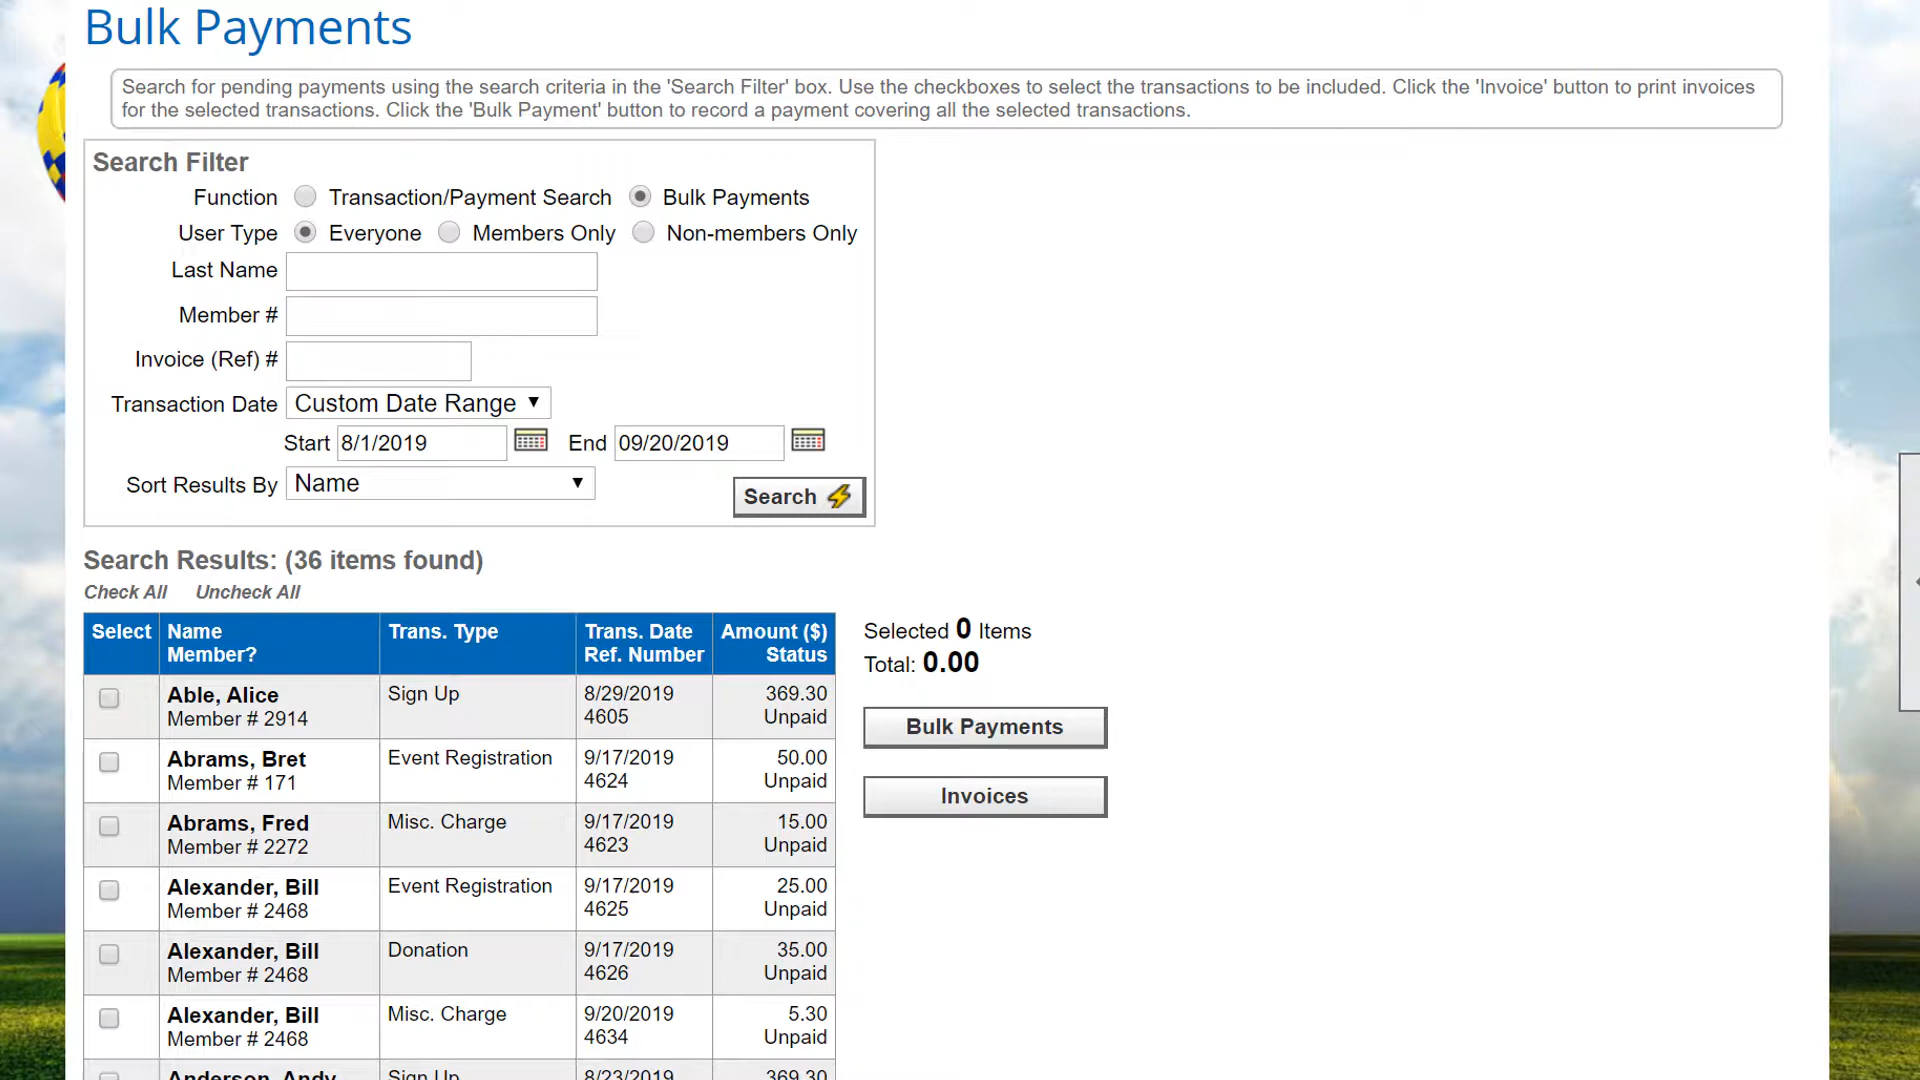 Bulk Payments
Search for pending payments using the search criteria in the 'Search Filter' box. Use the checkboxes to select the transactions to be included. Click the 'Invoice' button to print invoices
for the selected transactions. Click the 'Bulk Payment' button to record a payment covering all the selected transactions.
Search Filter
Function Transaction/Payment Search Bulk Payments
User Type Everyone Members Only Non-members Only
Last Name
Member #
Invoice (Ref) #
Transaction Date Custom Date Range
Start 8/1/2019 End 09/20/2019
Sort Results By Name
Search
Search Results: (36 items found)
Check All Uncheck All
Select Name Trans. Type Trans. Date Amount ($)
Member? Ref. Number Status
Able, Alice Sign Up 8/29/2019 369.30
Member # 2914 4605 Unpaid
Abrams, Bret Event Registration 9/17/2019 50.00
Member # 171 4624 Unpaid
Abrams, Fred Misc. Charge 9/17/2019 15.00
Member # 2272 4623 Unpaid
Alexander, Bill Event Registration 9/17/2019 25.00
Member # 2468 4625 Unpaid
Alexander, Bill Donation 9/17/2019 35.00
Member # 2468 4626 Unpaid
Alexander, Bill Misc. Charge 9/20/2019 5.30
Member # 2468 4634 Unpaid
Anderson, Andy Sign Up 8/23/2019 369.30
Selected 0 Items
Total: 0.00
Bulk Payments
Invoices